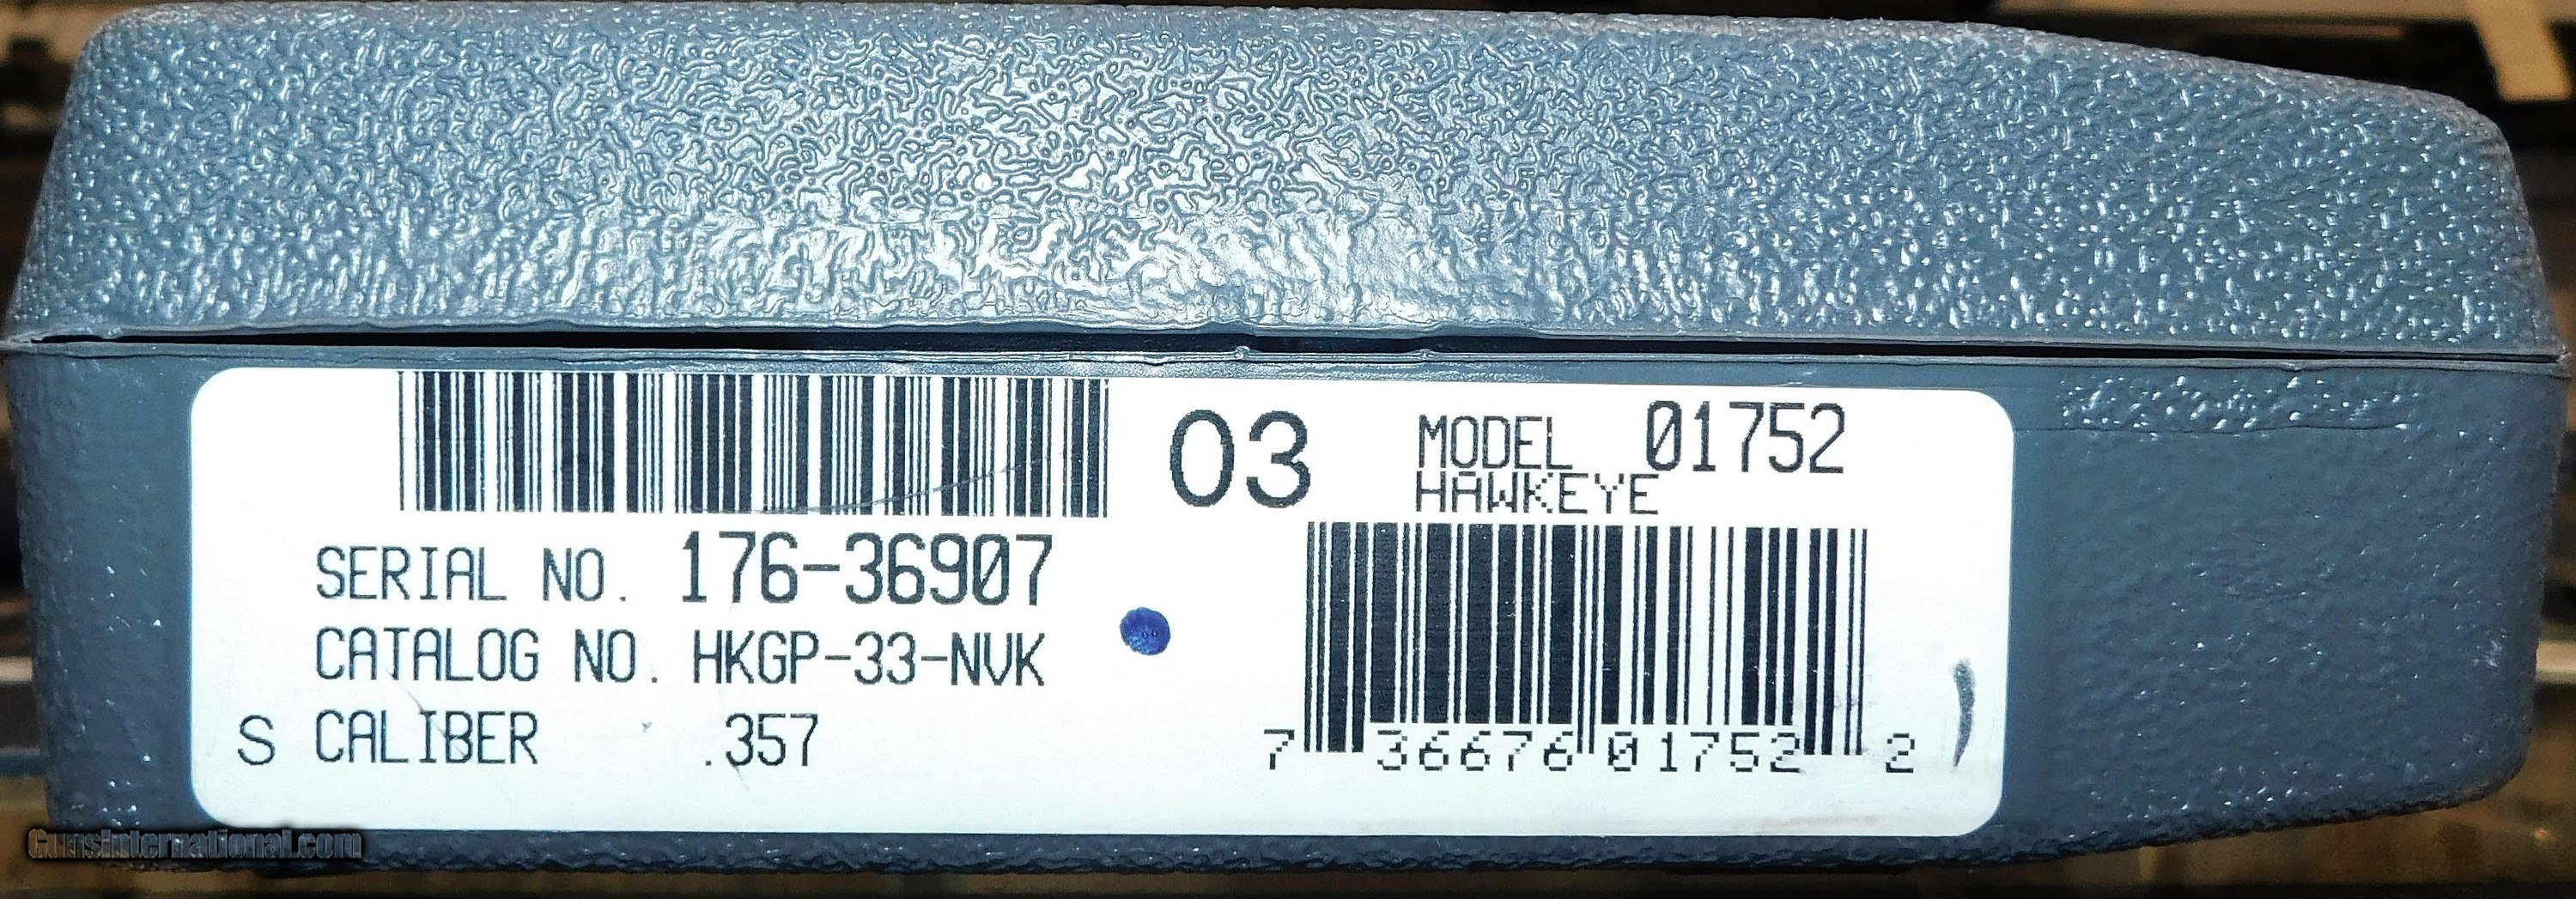 03
MODEL 01752
HAWKEYE
SERIAL NO. 176-36907
CATALOG NO. HKGP-33-NVK
S CALIBER .357
7 36676 01752 2
GunsInternational.com